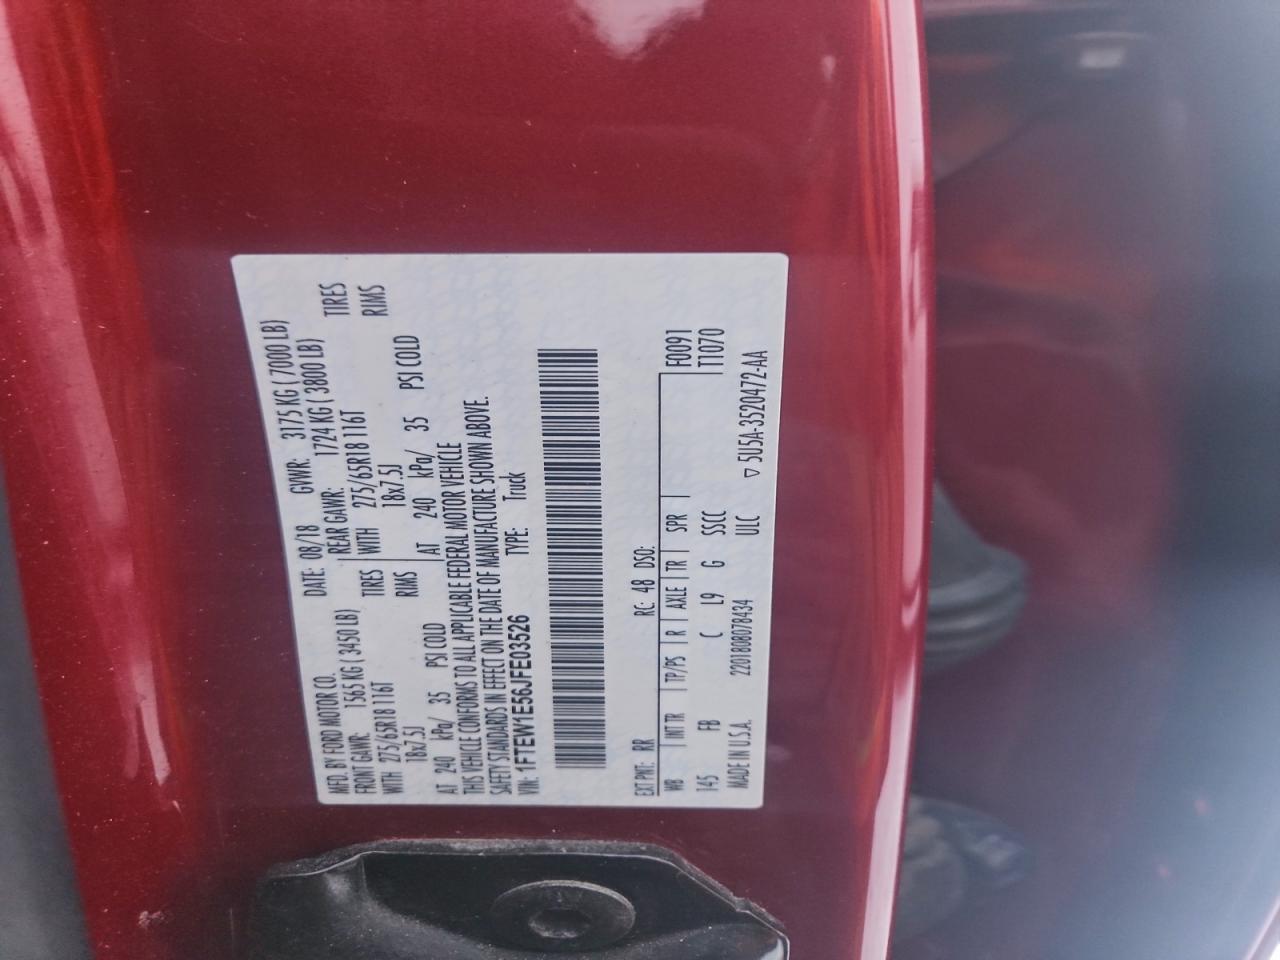 MFD. BY FORD MOTOR CO.
DATE: 08/18 GVWR: 3175 KG ( 7000 LB)
FRONT GAWR: 1565 KG ( 3450 LB) REAR GAWR: 1724 KG ( 3800 LB)
WITH 275/65R18 116T TIRES WITH 275/65R18 116T TIRES
18x7.5J RIMS 18x7.5J RIMS
AT 240 kPa/ 35 PSI COLD AT 240 kPa/ 35 PSI COLD
THIS VEHICLE CONFORMS TO ALL APPLICABLE FEDERAL MOTOR VEHICLE
SAFETY STANDARDS IN EFFECT ON THE DATE OF MANUFACTURE SHOWN ABOVE.
VIN: 1FTEW1E56JFE03526 TYPE: Truck
EXT PNT: RR RC: 48 DSO: F0091
WB INT TR TP/PS R AXLE TR SPR T1070
145 FB C L9 G SSCC
MADE IN U.S.A. 2201808078434 ULC ▽ 5U5A-3520472-AA